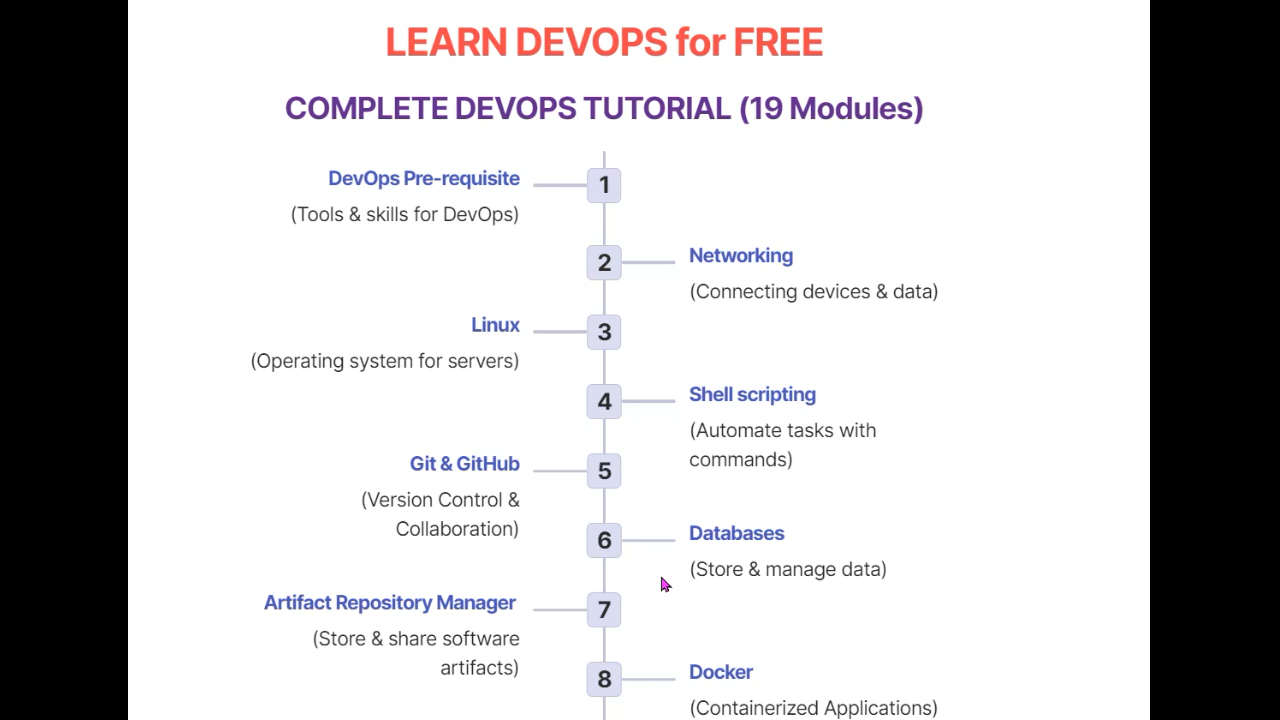 LEARN DEVOPS for FREE
COMPLETE DEVOPS TUTORIAL (19 Modules)
DevOps Pre-requisite
1
(Tools & skills for DevOps)
2
Networking
(Connecting devices & data)
Linux
3
(Operating system for servers)
4
Shell scripting
(Automate tasks with
commands)
Git & GitHub
5
(Version Control &
Collaboration)
6
Databases
(Store & manage data)
Artifact Repository Manager
7
(Store & share software
artifacts)
8
Docker
(Containerized Applications)